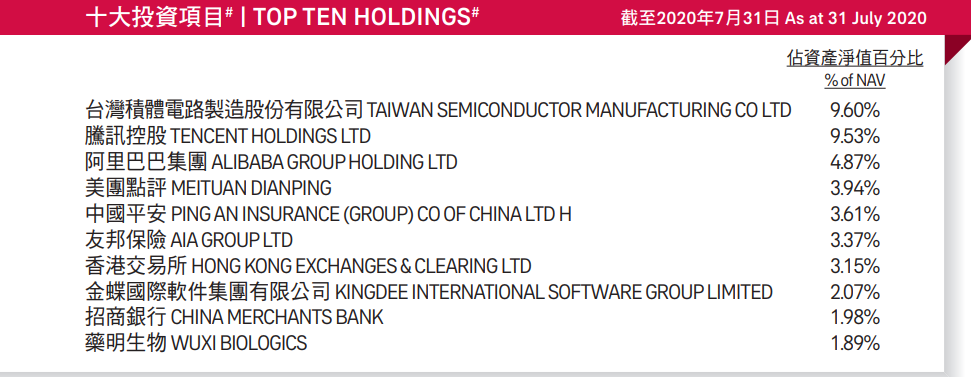 十大投資項目# | TOP TEN HOLDINGS# 截至2020年7月31日 As at 31 July 2020
佔資產淨值百分比
% of NAV
台灣積體電路製造股份有限公司 TAIWAN SEMICONDUCTOR MANUFACTURING CO LTD 9.60%
騰訊控股 TENCENT HOLDINGS LTD 9.53%
阿里巴巴集團 ALIBABA GROUP HOLDING LTD 4.87%
美團點評 MEITUAN DIANPING 3.94%
中國平安 PING AN INSURANCE (GROUP) CO OF CHINA LTD H 3.61%
友邦保險 AIA GROUP LTD 3.37%
香港交易所 HONG KONG EXCHANGES & CLEARING LTD 3.15%
金蝶國際軟件集團有限公司 KINGDEE INTERNATIONAL SOFTWARE GROUP LIMITED 2.07%
招商銀行 CHINA MERCHANTS BANK 1.98%
藥明生物 WUXI BIOLOGICS 1.89%